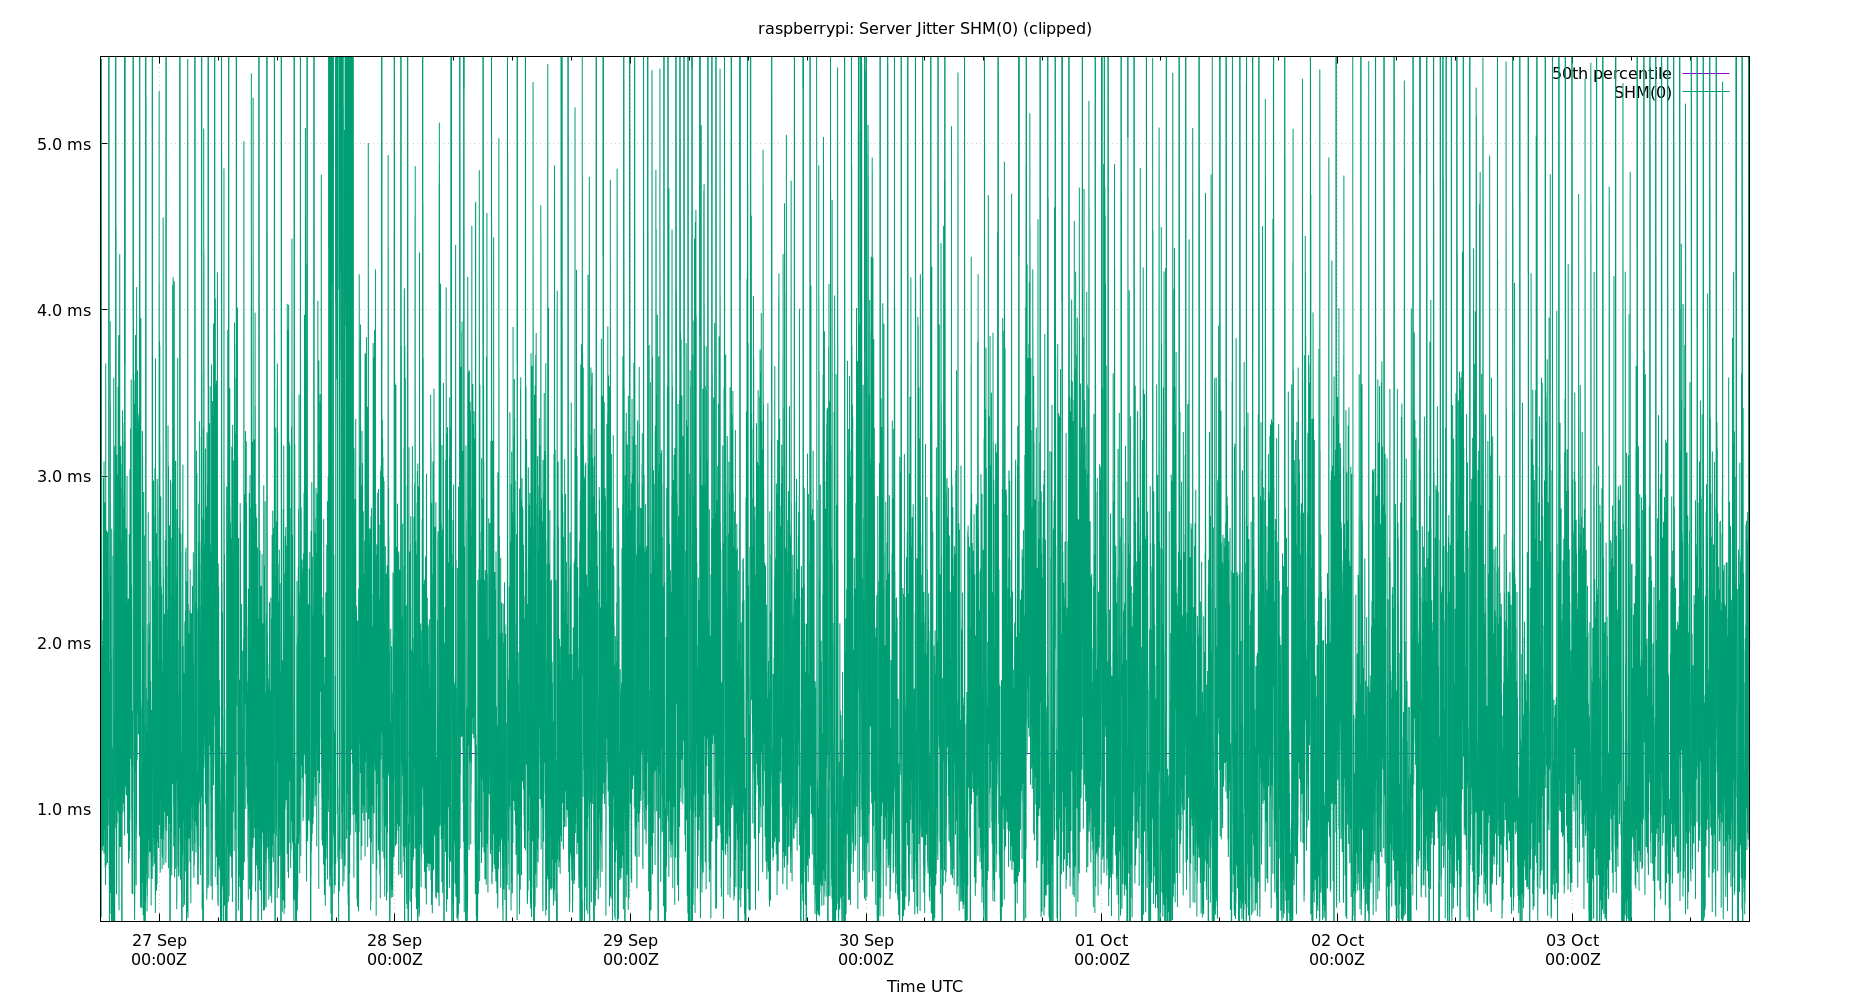 raspberrypi: Server Jitter SHM(0) (clipped)
50th percentile
SHM(0)
5.0 ms
4.0 ms
3.0 ms
2.0 ms
1.0 ms
27 Sep 28 Sep 29 Sep 30 Sep 01 Oct 02 Oct 03 Oct
00:00Z 00:00Z 00:00Z 00:00Z 00:00Z 00:00Z 00:00Z
Time UTC